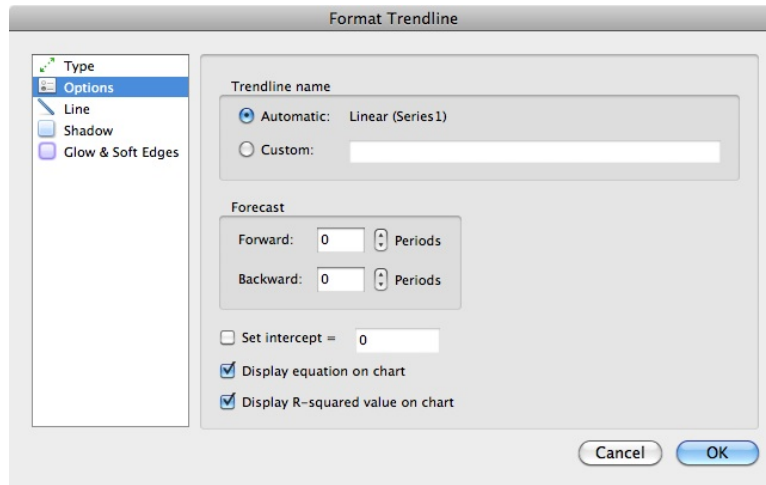 Format Trendline
Type
Options
Line
Shadow
Glow & Soft Edges
Trendline name
Automatic: Linear (Series1)
Custom:
Forecast
Forward: 0 Periods
Backward: 0 Periods
Set intercept = 0
Display equation on chart
Display R-squared value on chart
Cancel OK